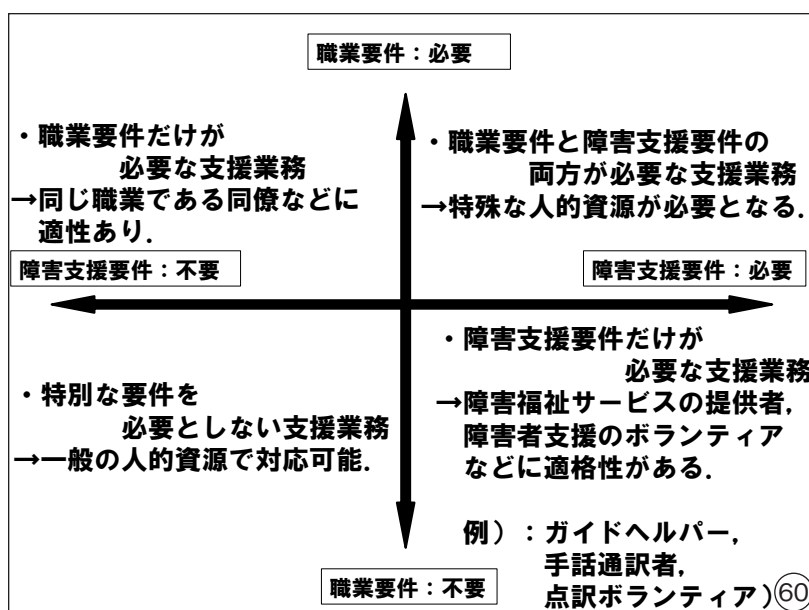 職業要件：必要
・職業要件だけが
必要な支援業務
→同じ職業である同僚などに
適性あり．
・職業要件と障害支援要件の
両方が必要な支援業務
→特殊な人的資源が必要となる．
障害支援要件：不要
障害支援要件：必要
・特別な要件を
必要としない支援業務
→一般の人的資源で対応可能．
・障害支援要件だけが
必要な支援業務
→障害福祉サービスの提供者，
障害者支援のボランティア
などに適格性がある．
例）：ガイドヘルパー，
手話通訳者，
点訳ボランティア）
職業要件：不要
60